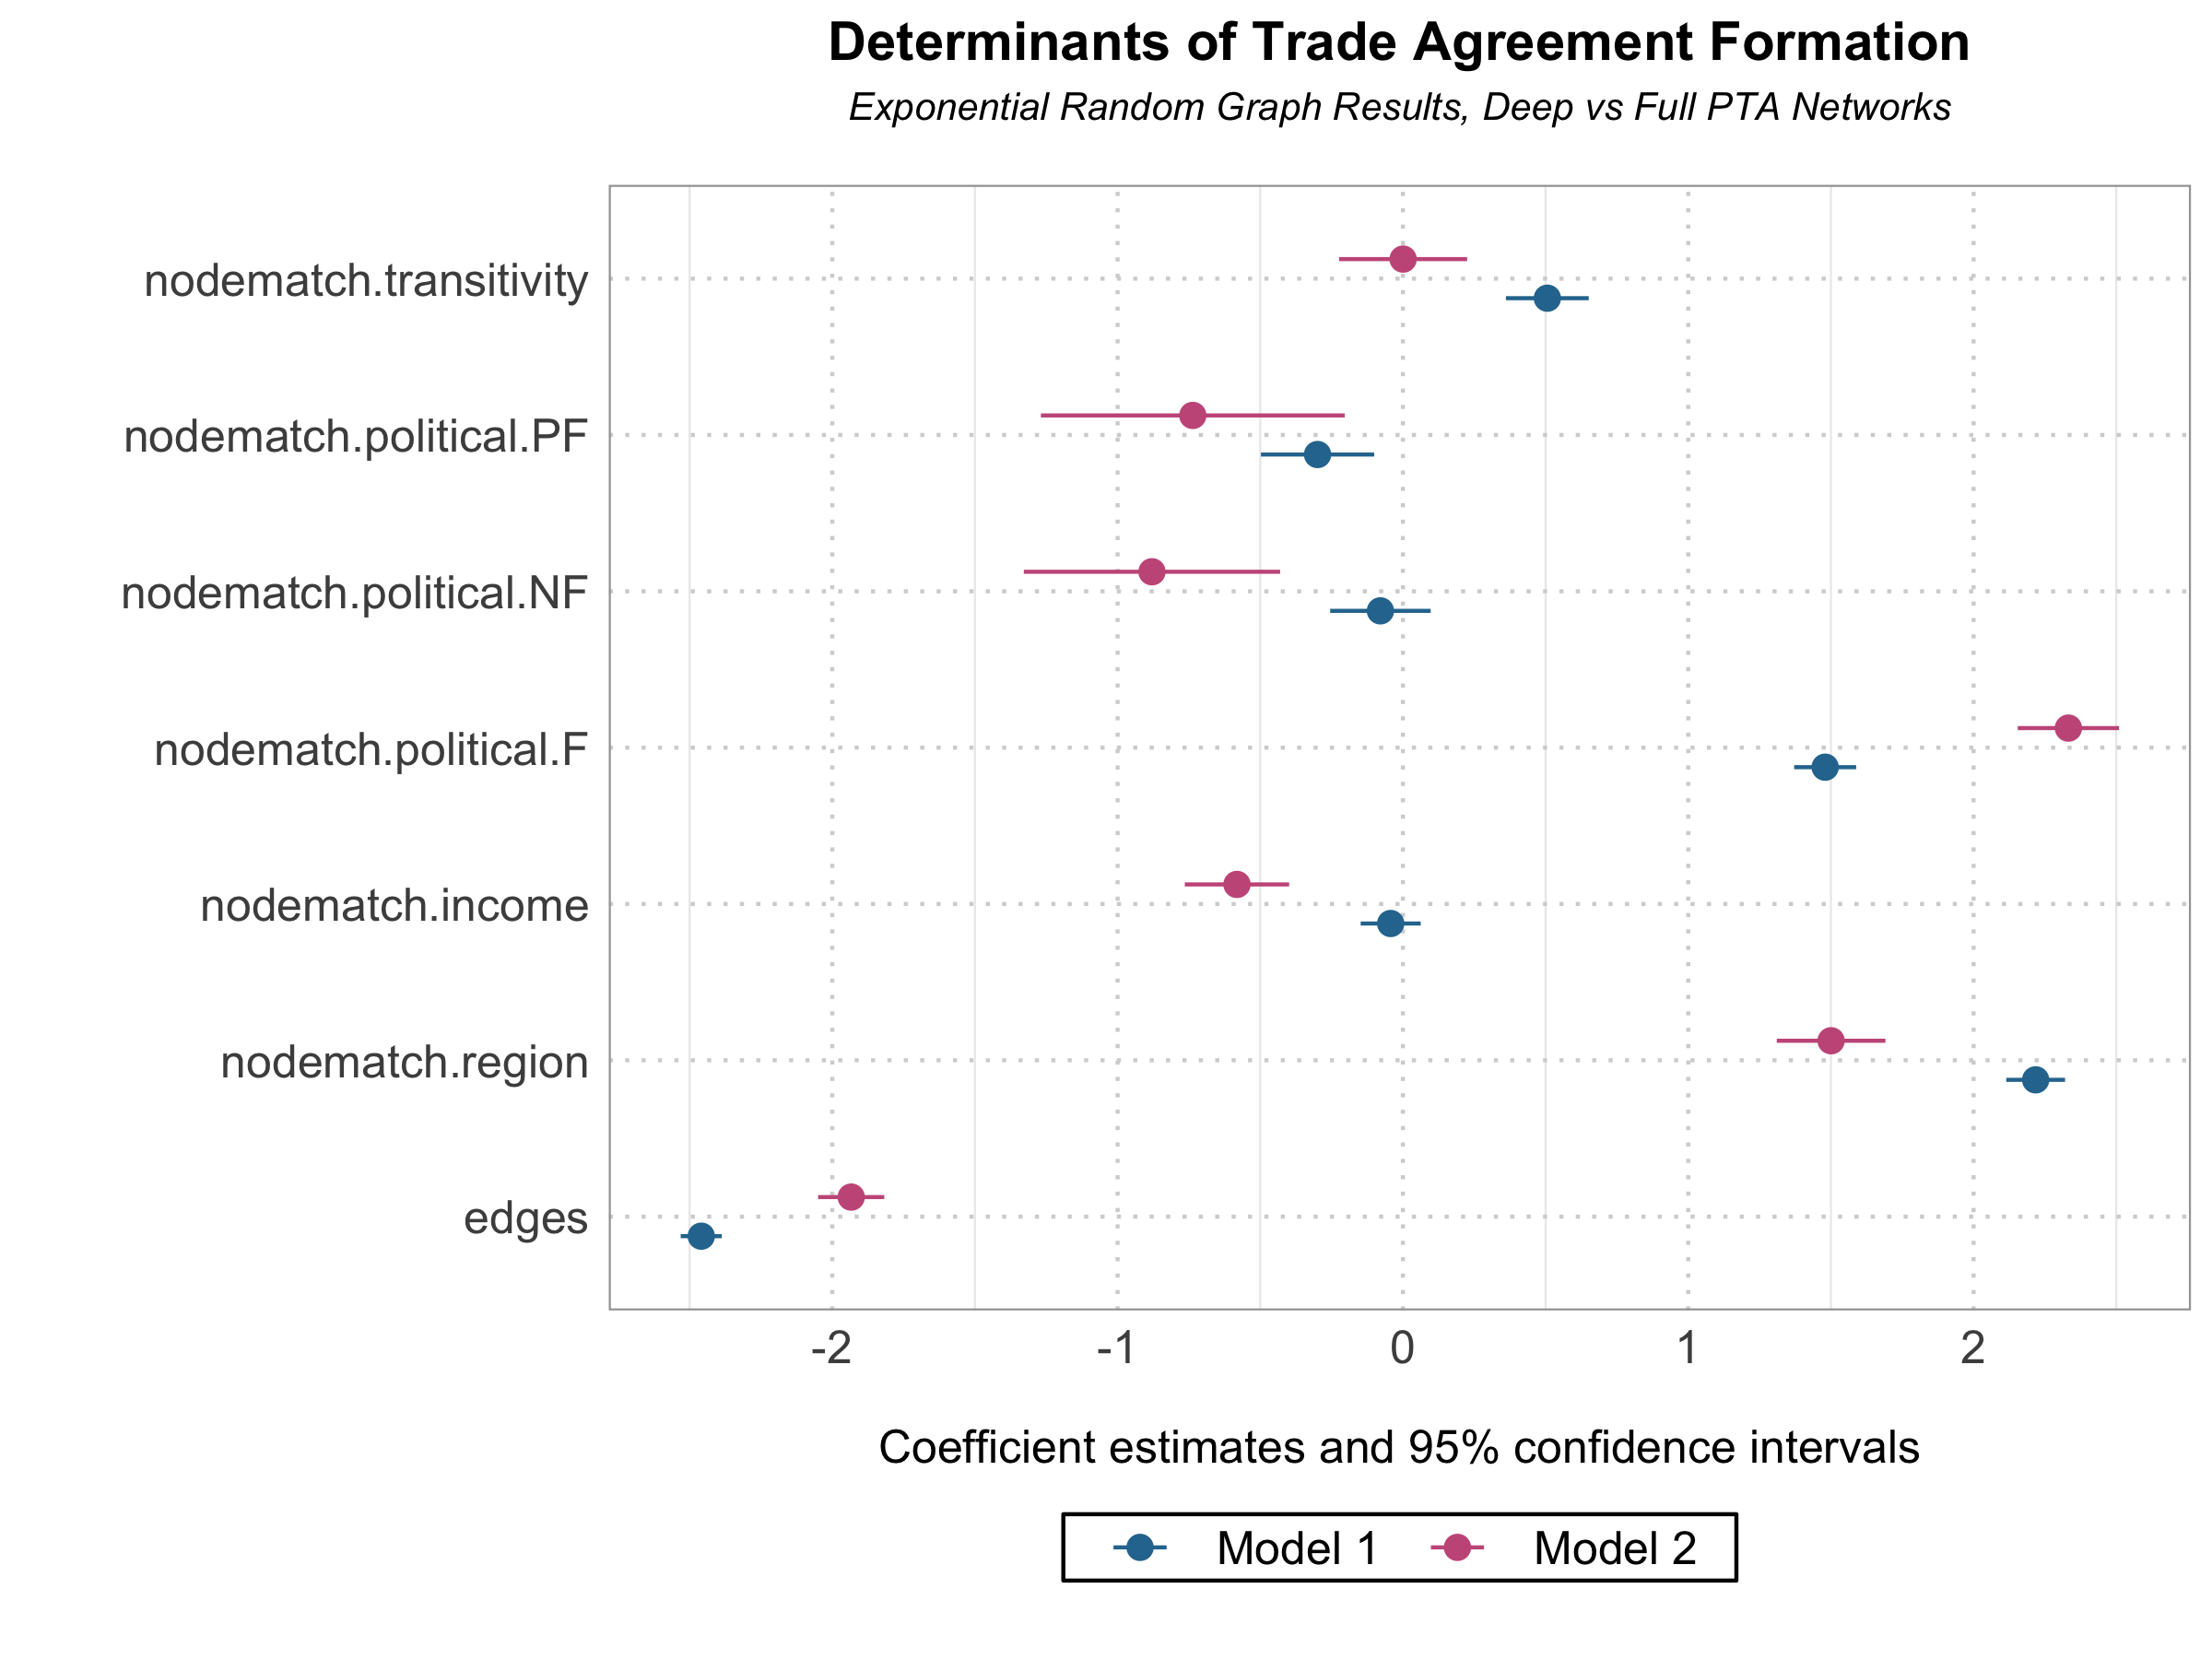 Determinants of Trade Agreement Formation
Exponential Random Graph Results, Deep vs Full PTA Networks
nodematch.transitivity
nodematch.political.PF
nodematch.political.NF
nodematch.political.F
nodematch.income
nodematch.region
edges
-2 -1 0 1 2
Coefficient estimates and 95% confidence intervals
Model 1 Model 2